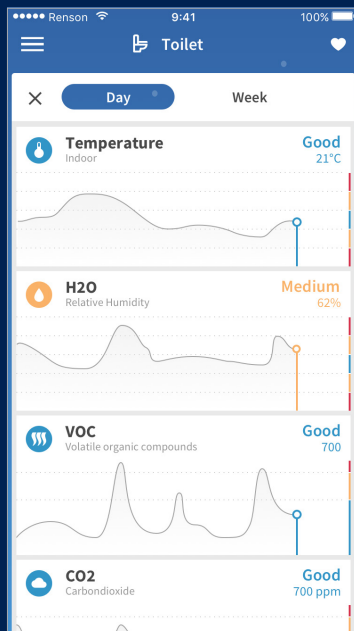 Renson 9:41 100%
Toilet
Day Week
Temperature Good
Indoor 21°C
H2O Medium
Relative Humidity 62%
VOC Good
Volatile organic compounds 700
CO2 Good
Carbondioxide 700 ppm